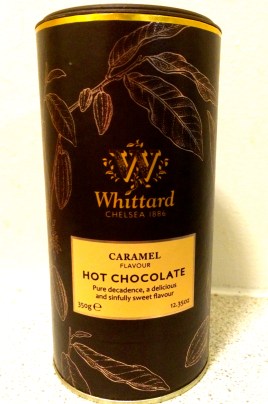 W
Whittard
CHELSEA 1886
CARAMEL
FLAVOUR
HOT CHOCOLATE
Pure decadence, a delicious
and sinfully sweet flavour
350g ℮ 12.35oz